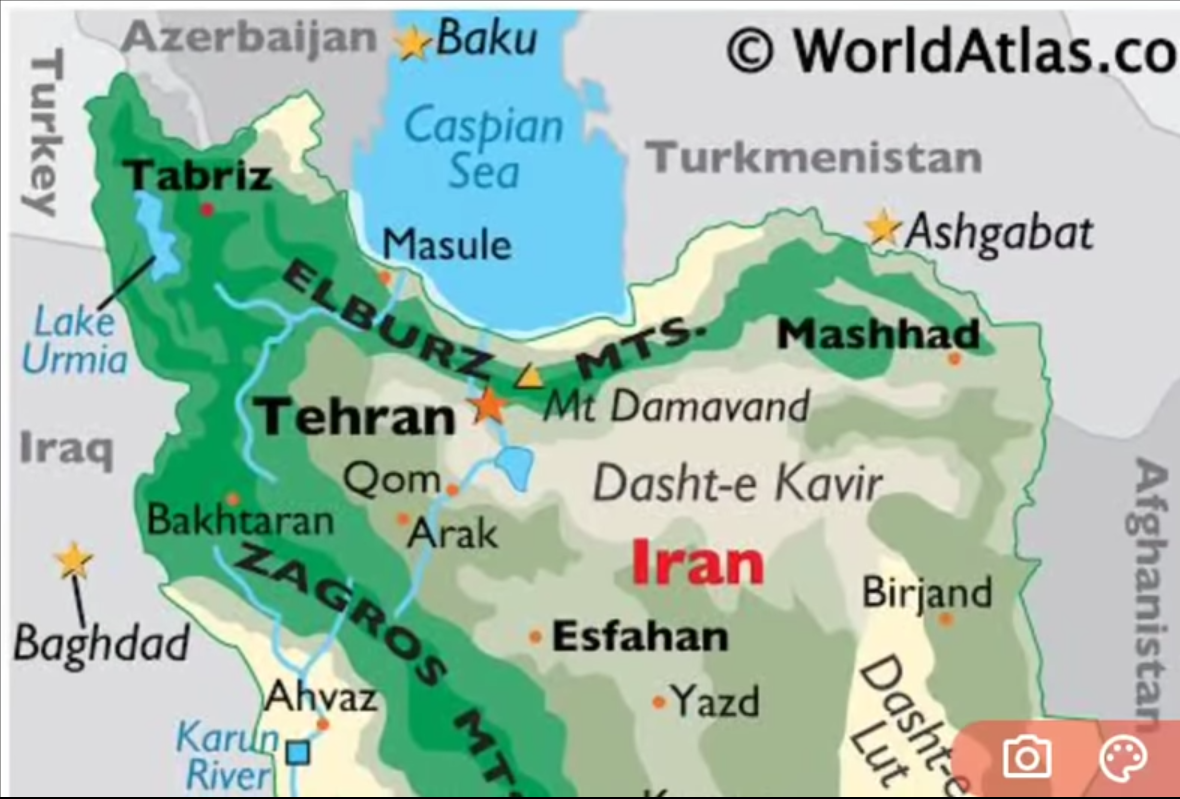 Azerbaijan
Baku
© WorldAtlas.co
Turkey
Caspian
Sea
Turkmenistan
Tabriz
Masule
Ashgabat
ELBURZ MTS.
Lake
Urmia
Mashhad
Tehran
Mt Damavand
Iraq
Qom
Dasht-e Kavir
Bakhtaran
Arak
Iran
Afghanistan
ZAGROS MTS.
Birjand
Baghdad
Esfahan
Ahvaz
Yazd
Dasht-e
Lut
Karun
River